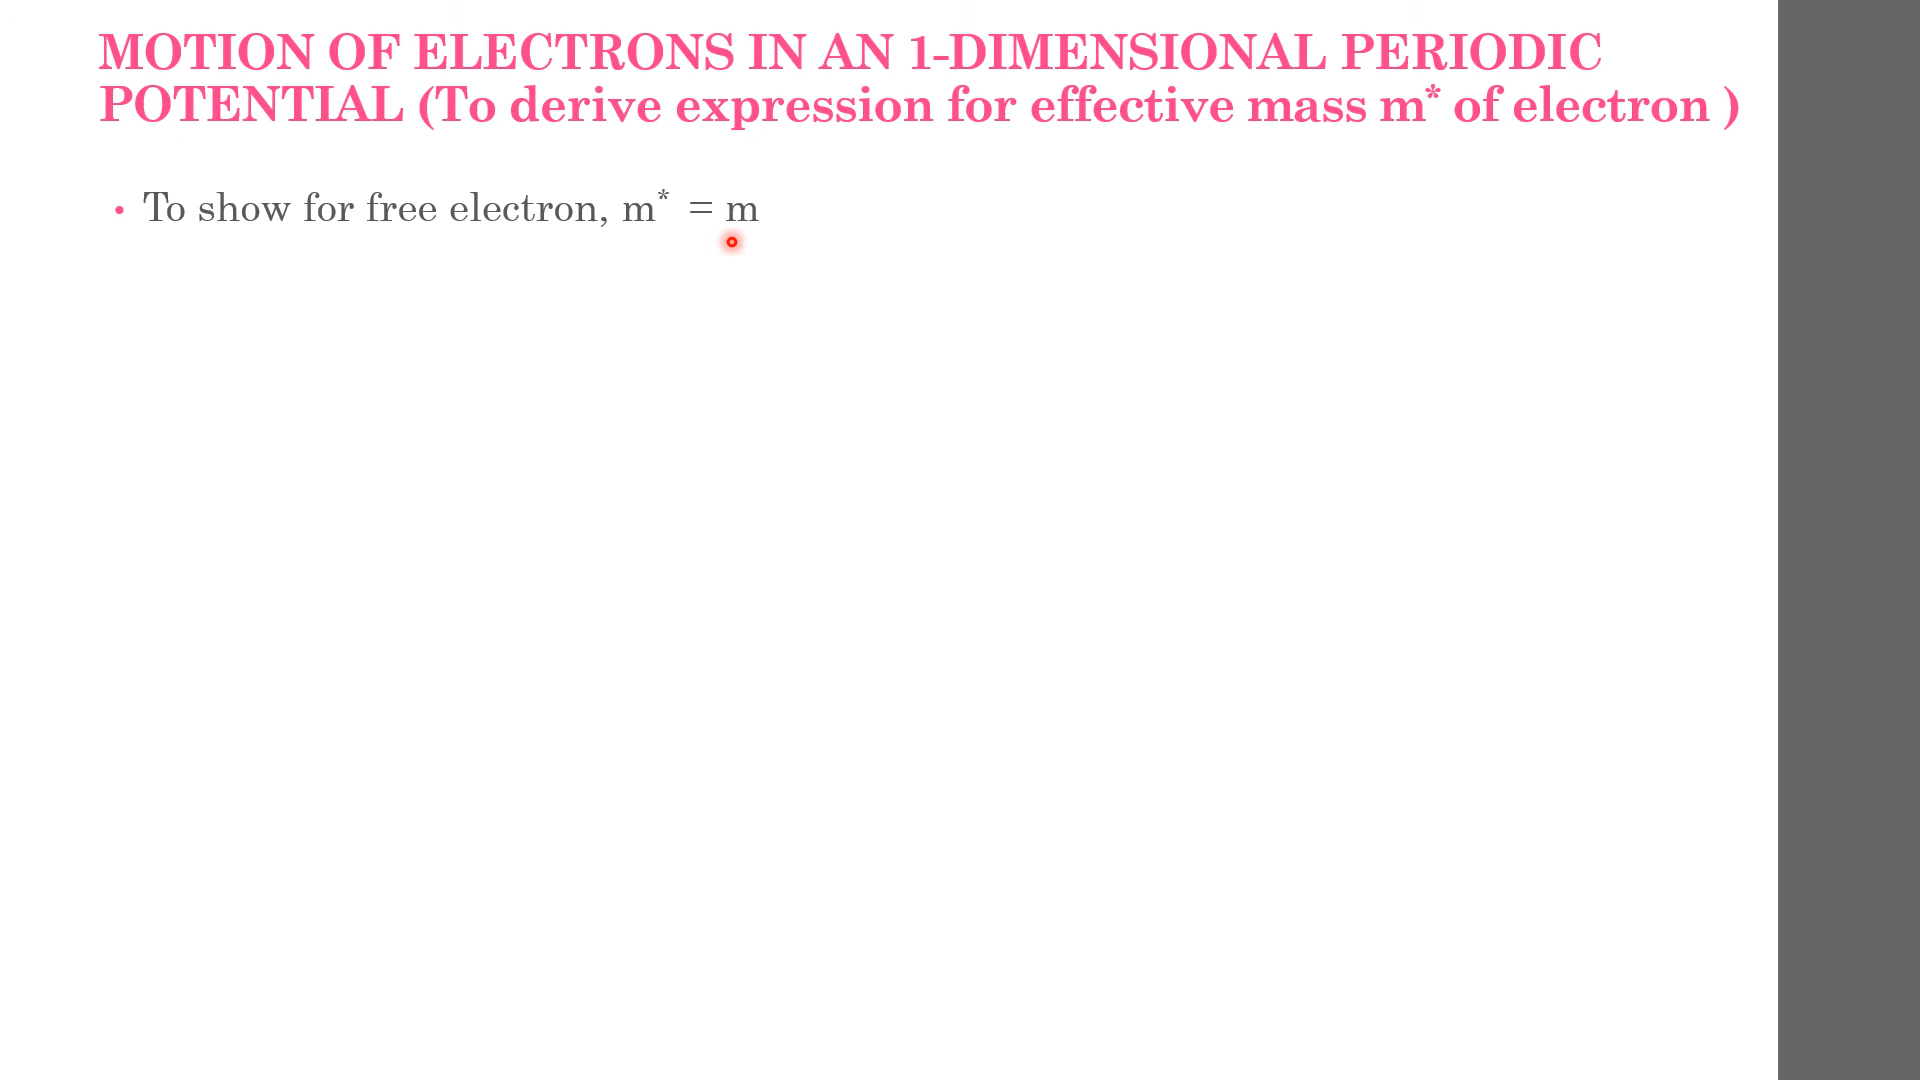 MOTION OF ELECTRONS IN AN 1-DIMENSIONAL PERIODIC
POTENTIAL (To derive expression for effective mass m* of electron )
• To show for free electron, m* = m